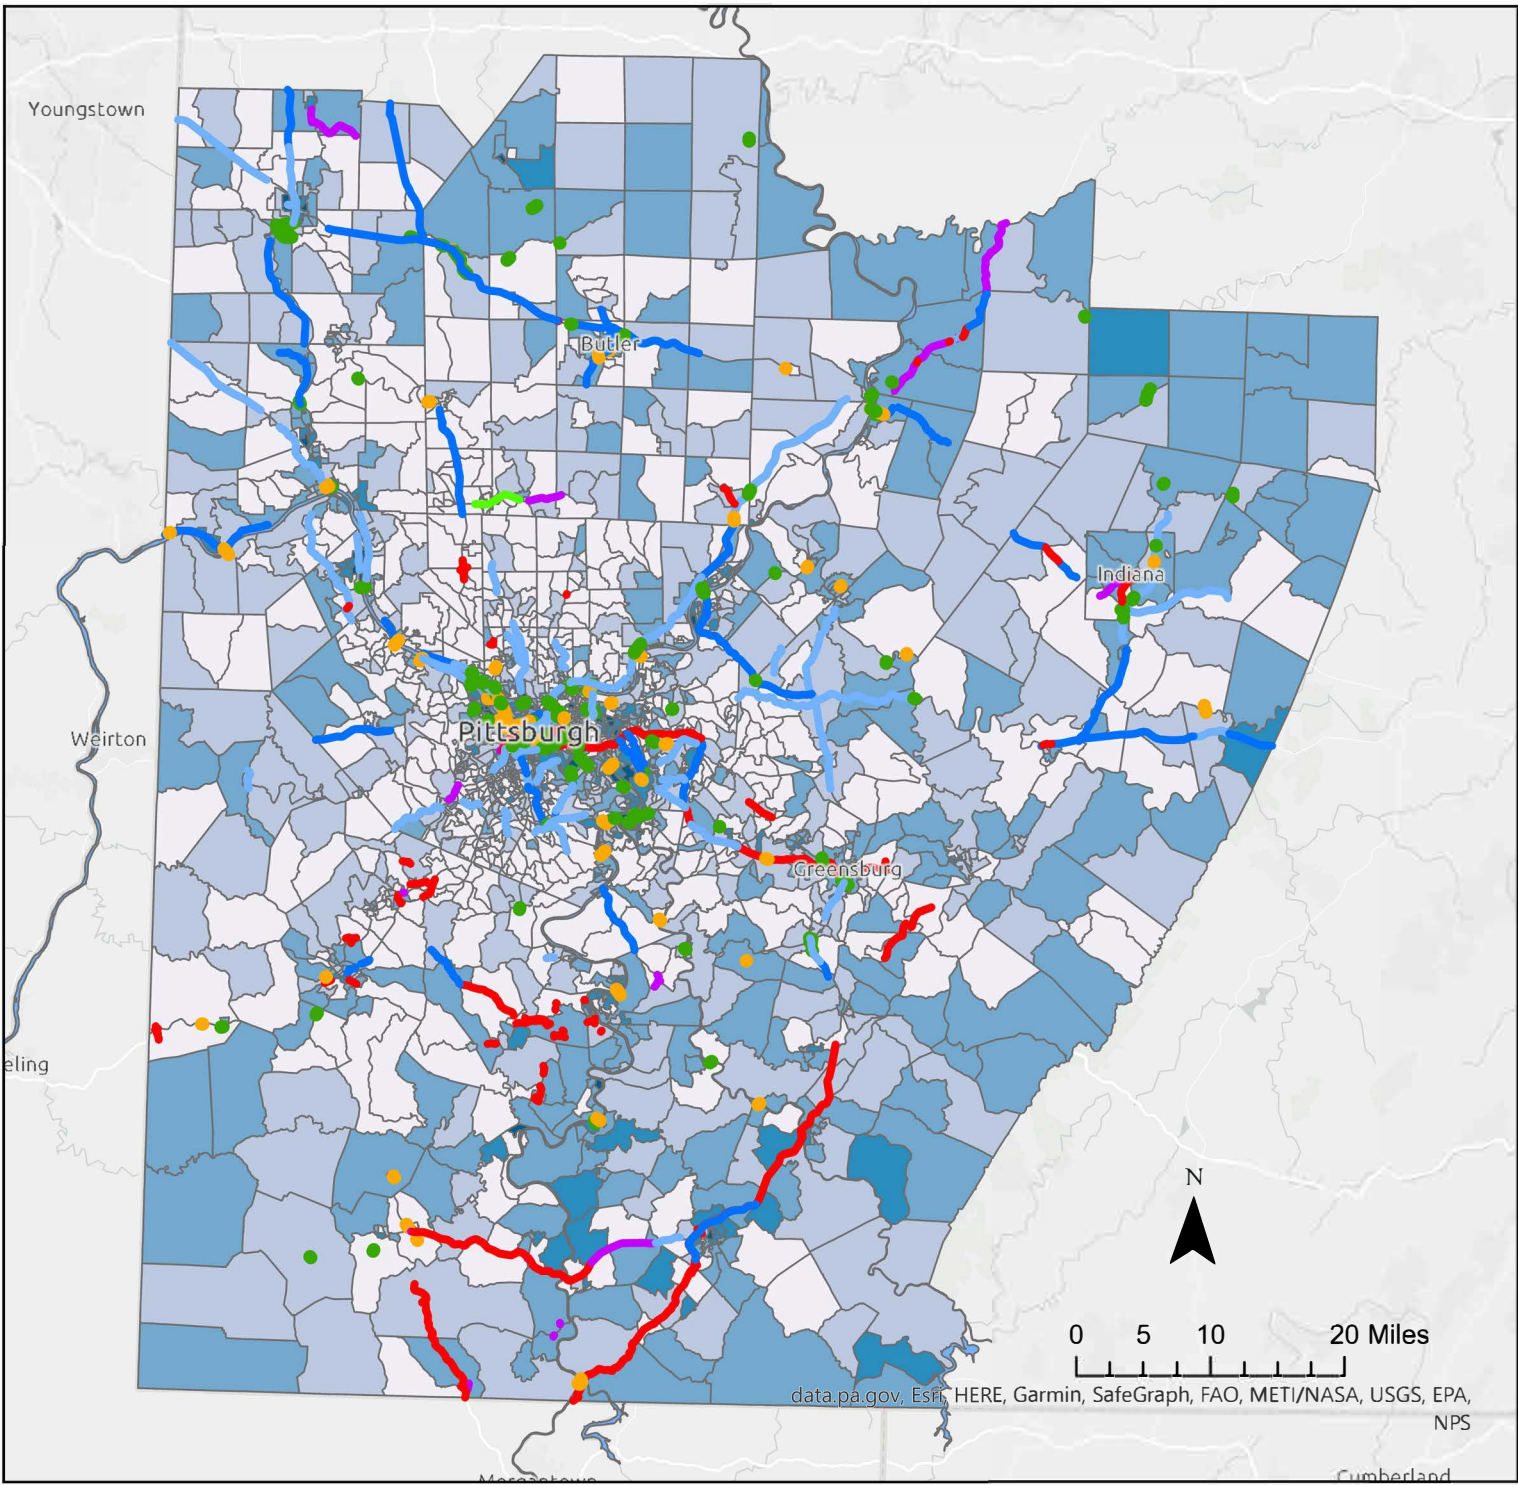 Youngstown
Butler
Indiana
Pittsburgh
Weirton
Greensburg
eling
N
0 5 10 20 Miles
data.pa.gov, Esri, HERE, Garmin, SafeGraph, FAO, METI/NASA, USGS, EPA,
NPS
Morgantown
Cumberland